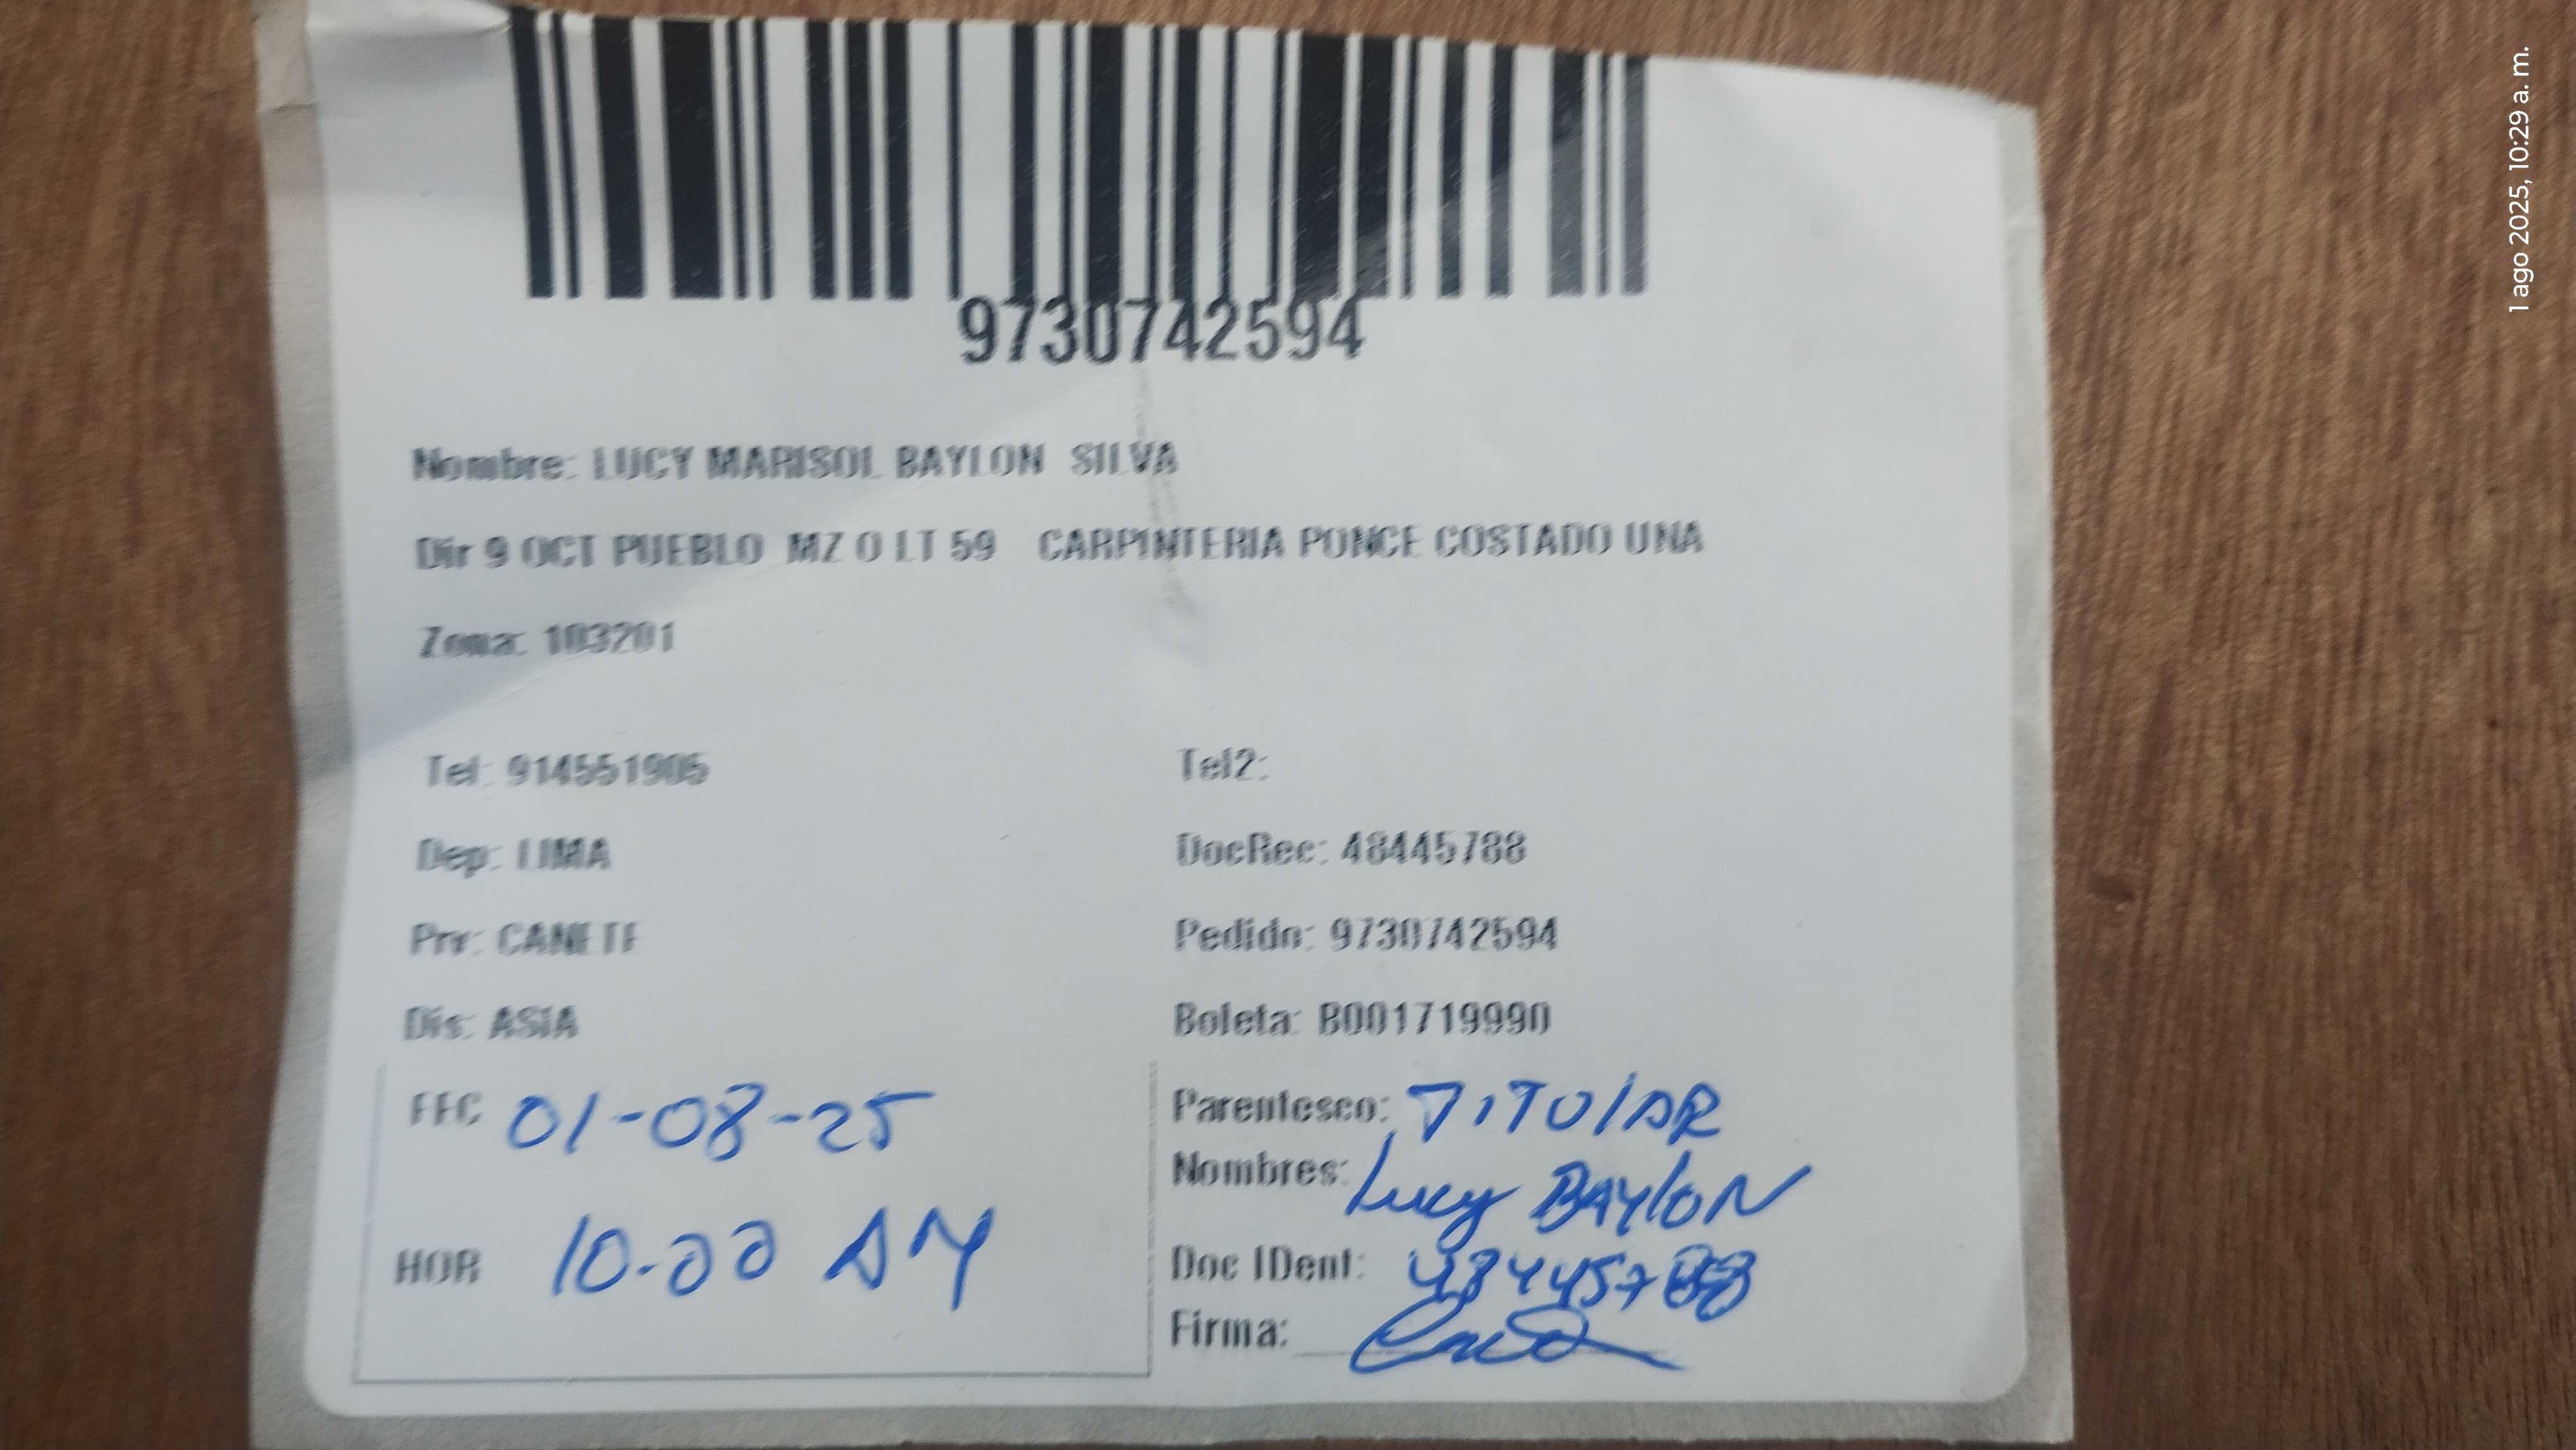 9730742594
Nombre: LUCY MARISOL BAYLON SILVA
Dir 9 OCT PUEBLO MZ O LT 59 CARPINTERIA PONCE COSTADO UNA
Zona: 103201
Tel: 914551905 Tel2:
Dep: LIMA DocRec: 48445788
Prv: CANETE Pedido: 9730742594
Dis: ASIA Boleta: B001719990
FEC 01-08-25 Parentesco: TITULAR
Nombres: Lucy BAYLON
HOR 10-00 AM Doc IDent: 48445788
Firma:
1 ago 2025, 10:29 a. m.